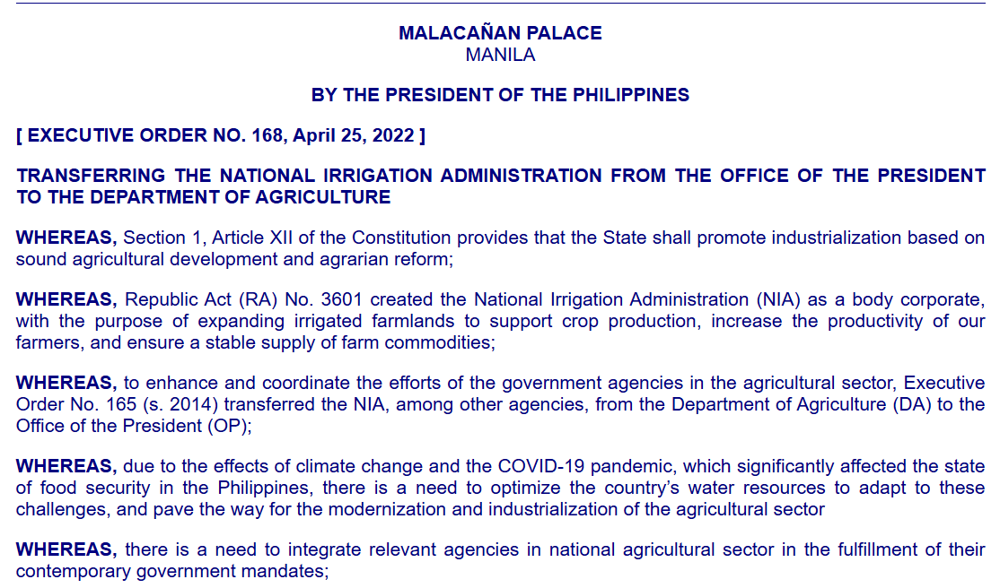 MALACAÑAN PALACE
MANILA
BY THE PRESIDENT OF THE PHILIPPINES
[ EXECUTIVE ORDER NO. 168, April 25, 2022 ]
TRANSFERRING THE NATIONAL IRRIGATION ADMINISTRATION FROM THE OFFICE OF THE PRESIDENT
TO THE DEPARTMENT OF AGRICULTURE
WHEREAS, Section 1, Article XII of the Constitution provides that the State shall promote industrialization based on
sound agricultural development and agrarian reform;
WHEREAS, Republic Act (RA) No. 3601 created the National Irrigation Administration (NIA) as a body corporate,
with the purpose of expanding irrigated farmlands to support crop production, increase the productivity of our
farmers, and ensure a stable supply of farm commodities;
WHEREAS, to enhance and coordinate the efforts of the government agencies in the agricultural sector, Executive
Order No. 165 (s. 2014) transferred the NIA, among other agencies, from the Department of Agriculture (DA) to the
Office of the President (OP);
WHEREAS, due to the effects of climate change and the COVID-19 pandemic, which significantly affected the state
of food security in the Philippines, there is a need to optimize the country’s water resources to adapt to these
challenges, and pave the way for the modernization and industrialization of the agricultural sector
WHEREAS, there is a need to integrate relevant agencies in national agricultural sector in the fulfillment of their
contemporary government mandates;